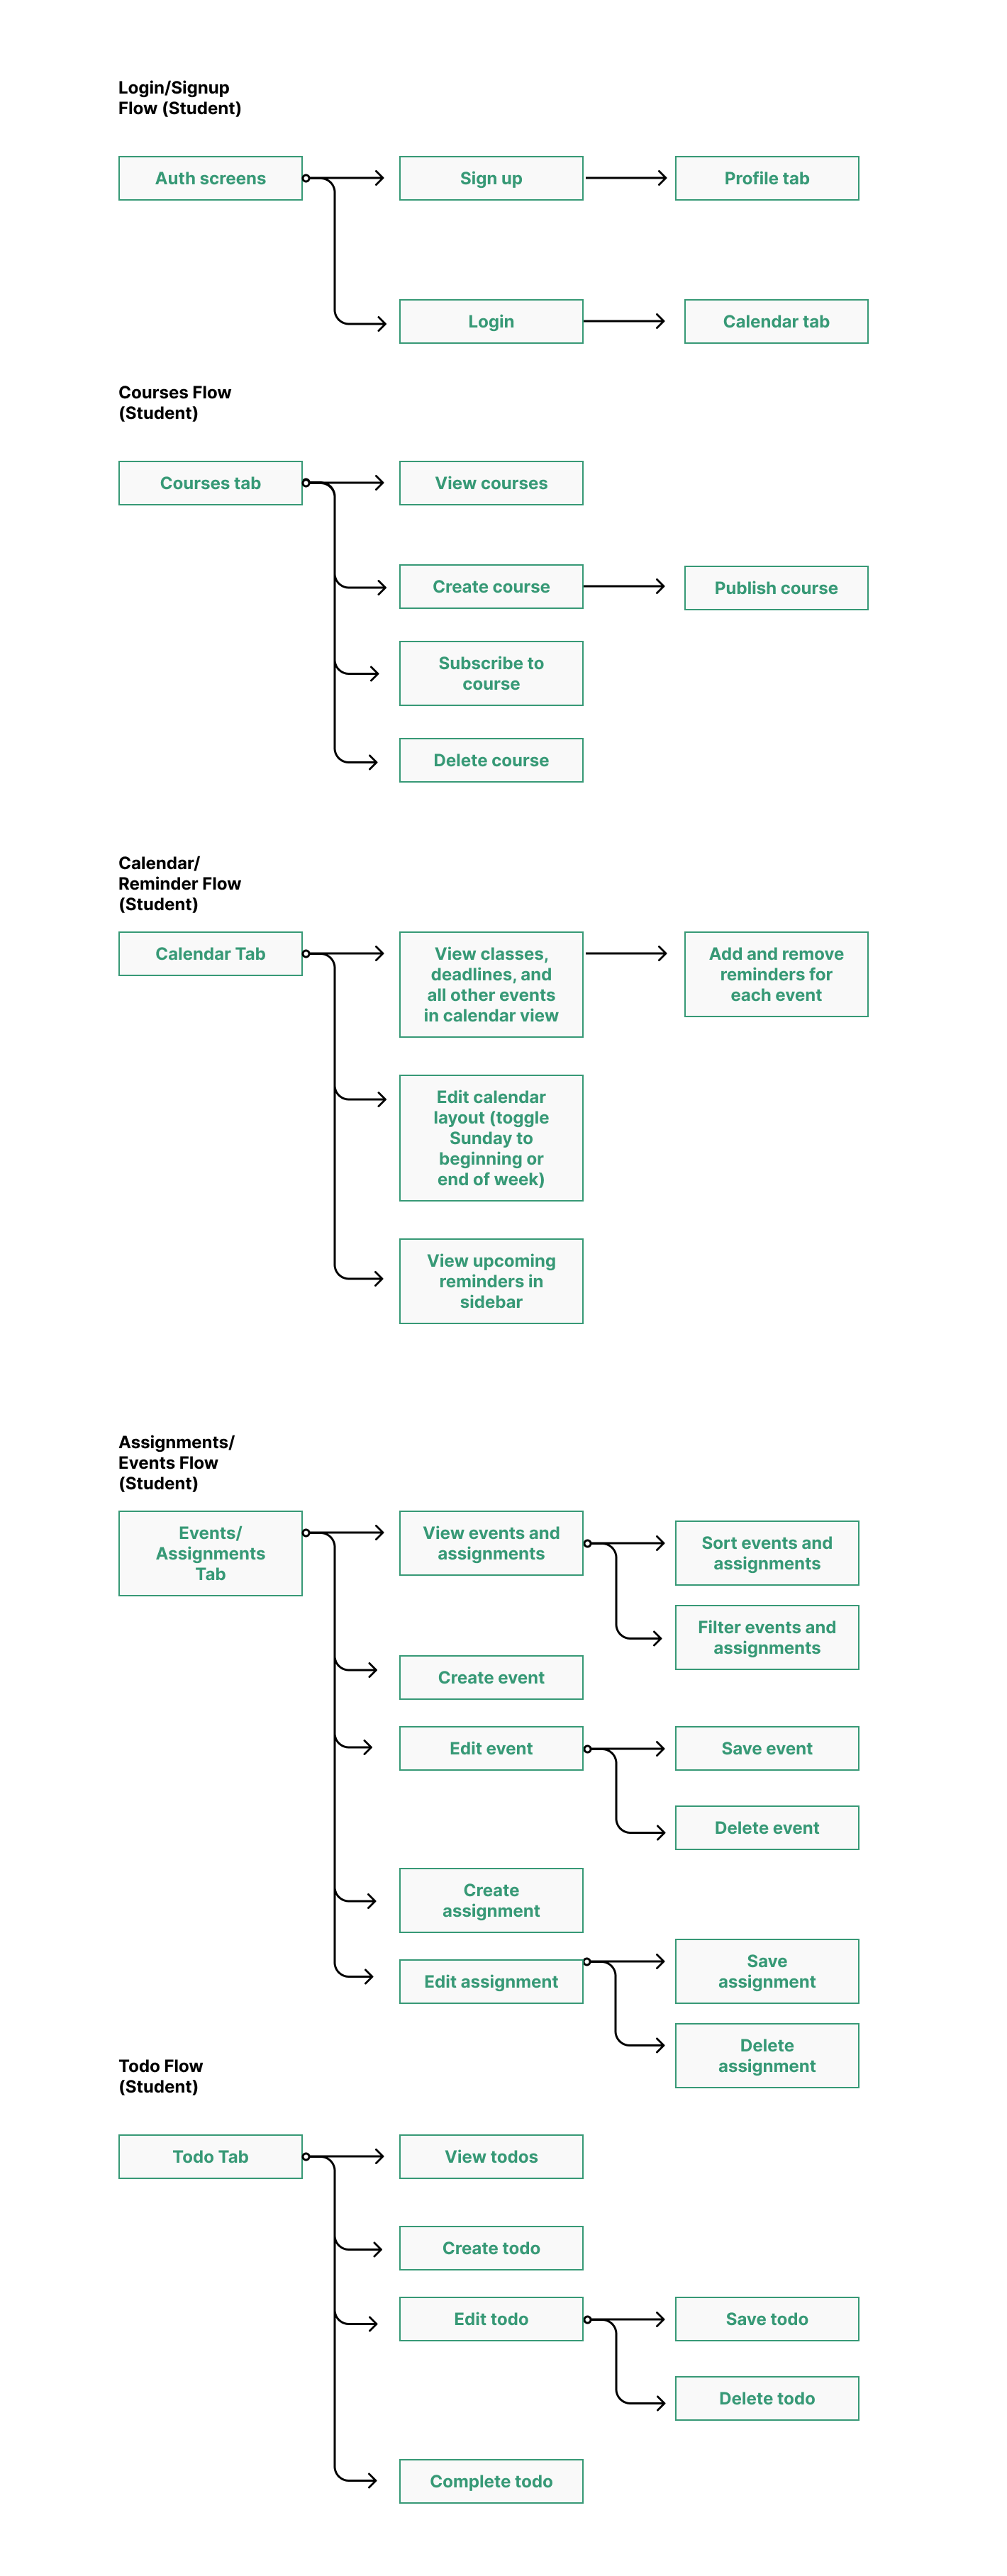 Login/Signup
Flow (Student)
Auth screens
Sign up
Profile tab
Login
Calendar tab
Courses Flow
(Student)
Courses tab
View courses
Create course
Publish course
Subscribe to
course
Delete course
Calendar/
Reminder Flow
(Student)
Calendar Tab
View classes,
deadlines, and
all other events
in calendar view
Add and remove
reminders for
each event
Edit calendar
layout (toggle
Sunday to
beginning or
end of week)
View upcoming
reminders in
sidebar
Assignments/
Events Flow
(Student)
Events/
Assignments
Tab
View events and
assignments
Sort events and
assignments
Filter events and
assignments
Create event
Edit event
Save event
Delete event
Create
assignment
Edit assignment
Save
assignment
Delete
assignment
Todo Flow
(Student)
Todo Tab
View todos
Create todo
Edit todo
Save todo
Delete todo
Complete todo